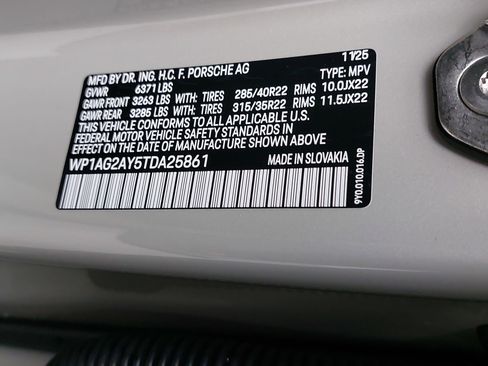 MFD BY DR. ING. H.C. F. PORSCHE AG 11/25
GVWR 6371 LBS TYPE: MPV
GAWR FRONT 3263 LBS WITH: TIRES 285/40R22 RIMS 10.0JX22
GAWR REAR 3285 LBS WITH: TIRES 315/35R22 RIMS 11.5JX22
THIS VEHICLE CONFORMS TO ALL APPLICABLE U.S.
FEDERAL MOTOR VEHICLE SAFETY STANDARDS IN
EFFECT ON THE DATE OF MANUFACTURE SHOWN ABOVE.
WP1AG2AY5TDA25861 MADE IN SLOVAKIA
9Y0.010.016.DP